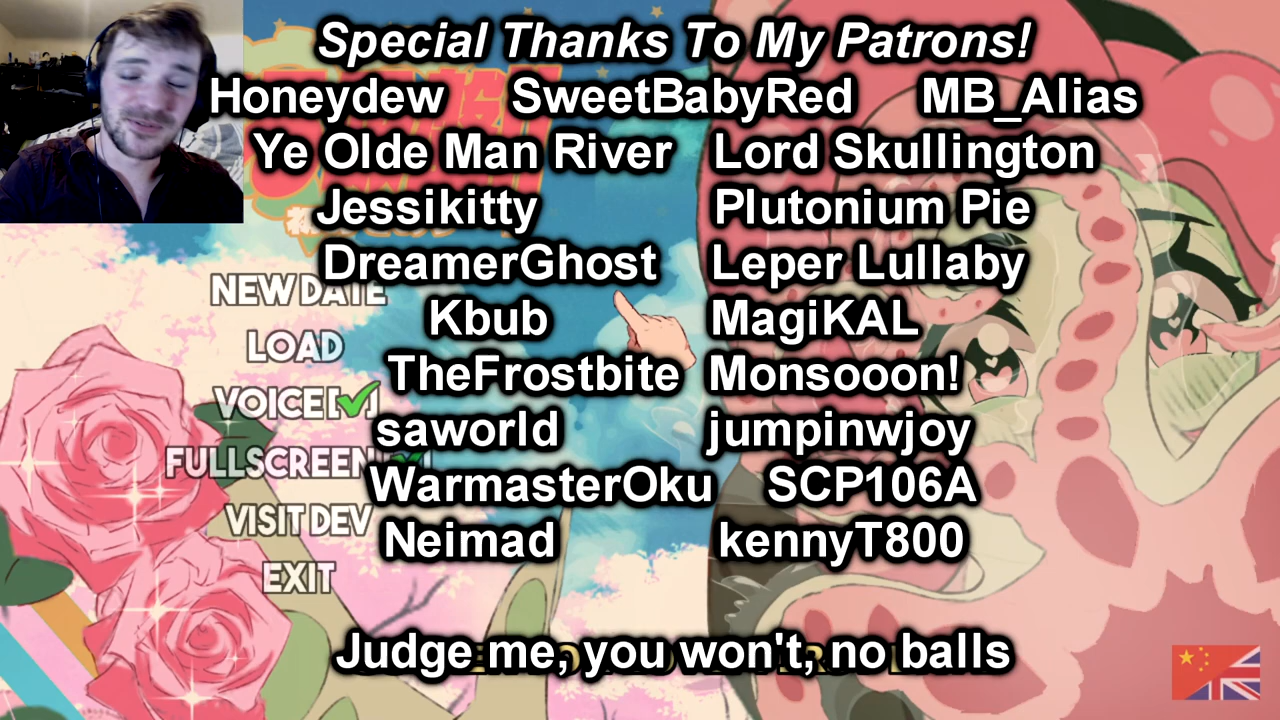 Special Thanks To My Patrons!
Honeydew SweetBabyRed MB_Alias
Ye Olde Man River Lord Skullington
Jessikitty Plutonium Pie
DreamerGhost Leper Lullaby
NEW DATE
Kbub MagiKAL
LOAD
TheFrostbite Monsooon!
VOICE
saworld jumpinwjoy
FULLSCREEN
WarmasterOku SCP106A
VISIT DEV
Neimad kennyT800
EXIT
Judge me, you won't, no balls